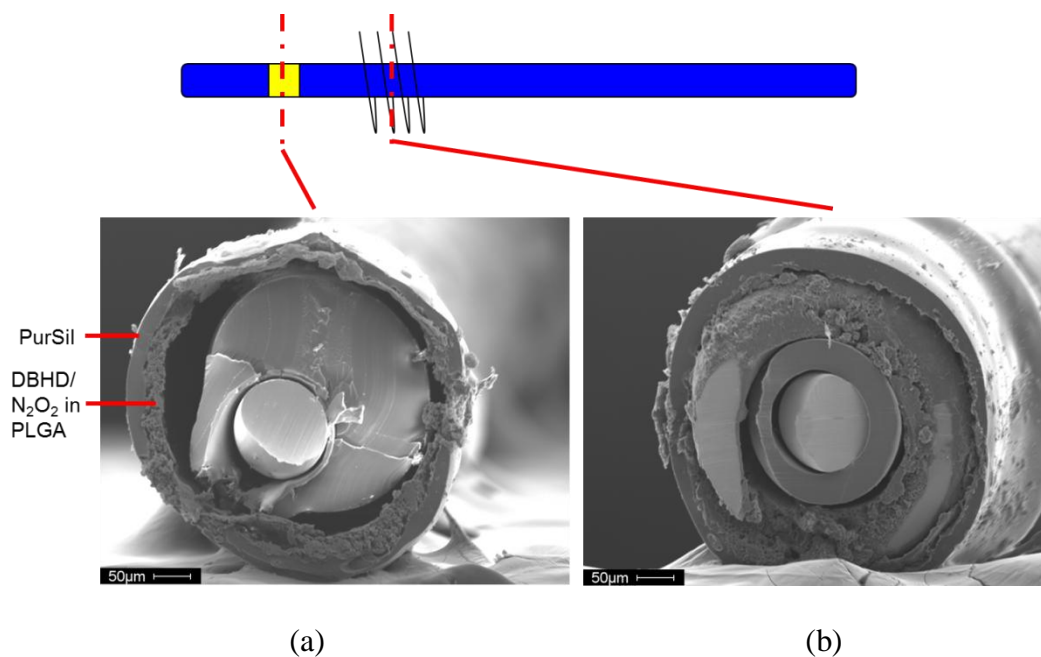 PurSil
DBHD/
N₂O₂ in
PLGA
50µm
50µm
(a)
(b)